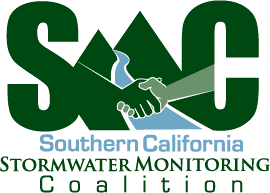 SMC
Southern California
Stormwater Monitoring
Coalition